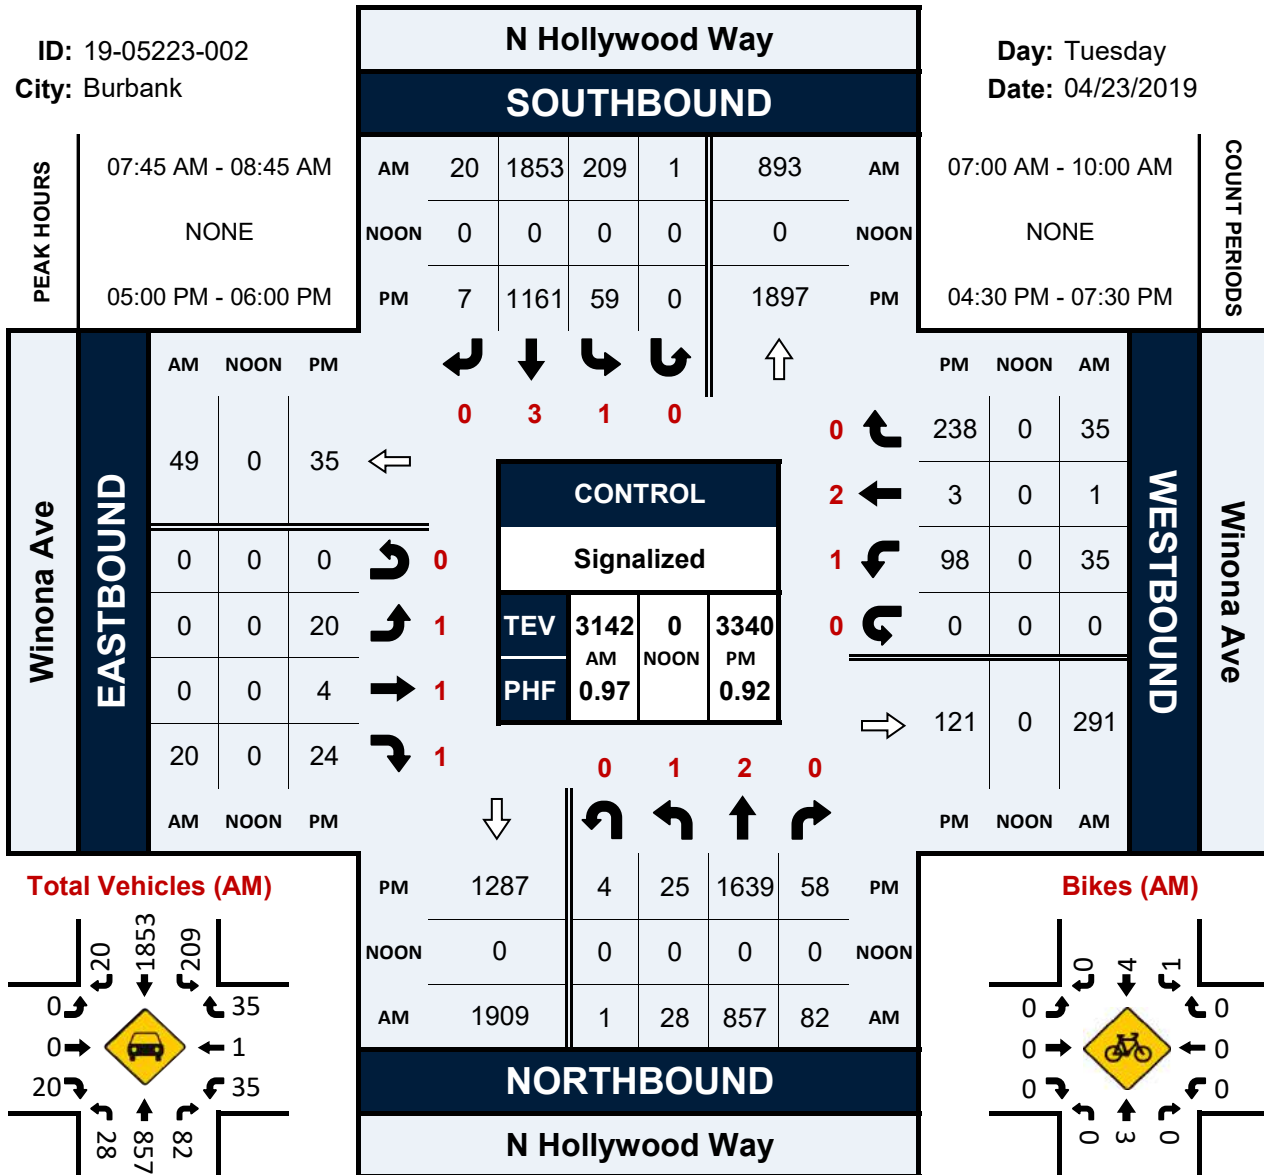 N Hollywood Way
ID: 19-05223-002
Day: Tuesday
City: Burbank
Date: 04/23/2019
SOUTHBOUND
PEAK HOURS
07:45 AM - 08:45 AM
NONE
05:00 PM - 06:00 PM
AM 20 1853 209 1 893 AM
NOON 0 0 0 0 0 NOON
PM 7 1161 59 0 1897 PM
07:00 AM - 10:00 AM
NONE
04:30 PM - 07:30 PM
COUNT PERIODS
0 3 1 0
Winona Ave
EASTBOUND
AM NOON PM
49 0 35
0 0 0 0
0 0 20 1
0 0 4 1
20 0 24 1
AM NOON PM
CONTROL
Signalized
TEV 3142 0 3340
AM NOON PM
PHF 0.97 0.92
PM NOON AM
0 238 0 35
2 3 0 1
1 98 0 35
0 0 0 0
121 0 291
PM NOON AM
WESTBOUND
Winona Ave
0 1 2 0
PM 1287 4 25 1639 58 PM
NOON 0 0 0 0 0 NOON
AM 1909 1 28 857 82 AM
NORTHBOUND
N Hollywood Way
Total Vehicles (AM)
20 1853 209
0 35
0 1
20 35
28 857 82
Bikes (AM)
0 4 1
0 0
0 0
0 0
0 3 0